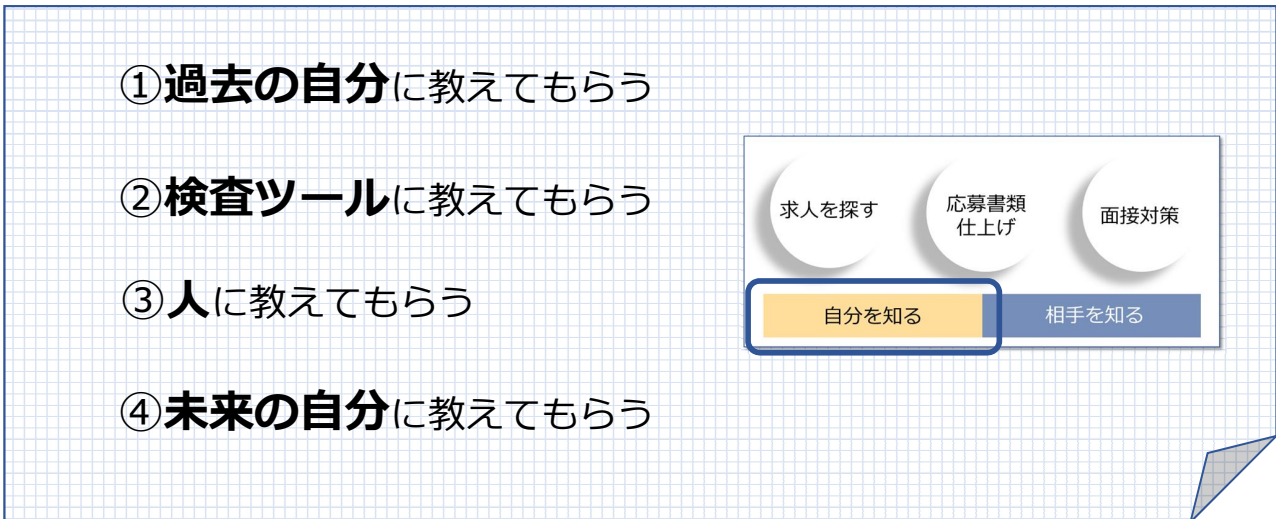 ①過去の自分に教えてもらう
②検査ツールに教えてもらう
③人に教えてもらう
④未来の自分に教えてもらう
求人を探す
応募書類
仕上げ
面接対策
自分を知る
相手を知る